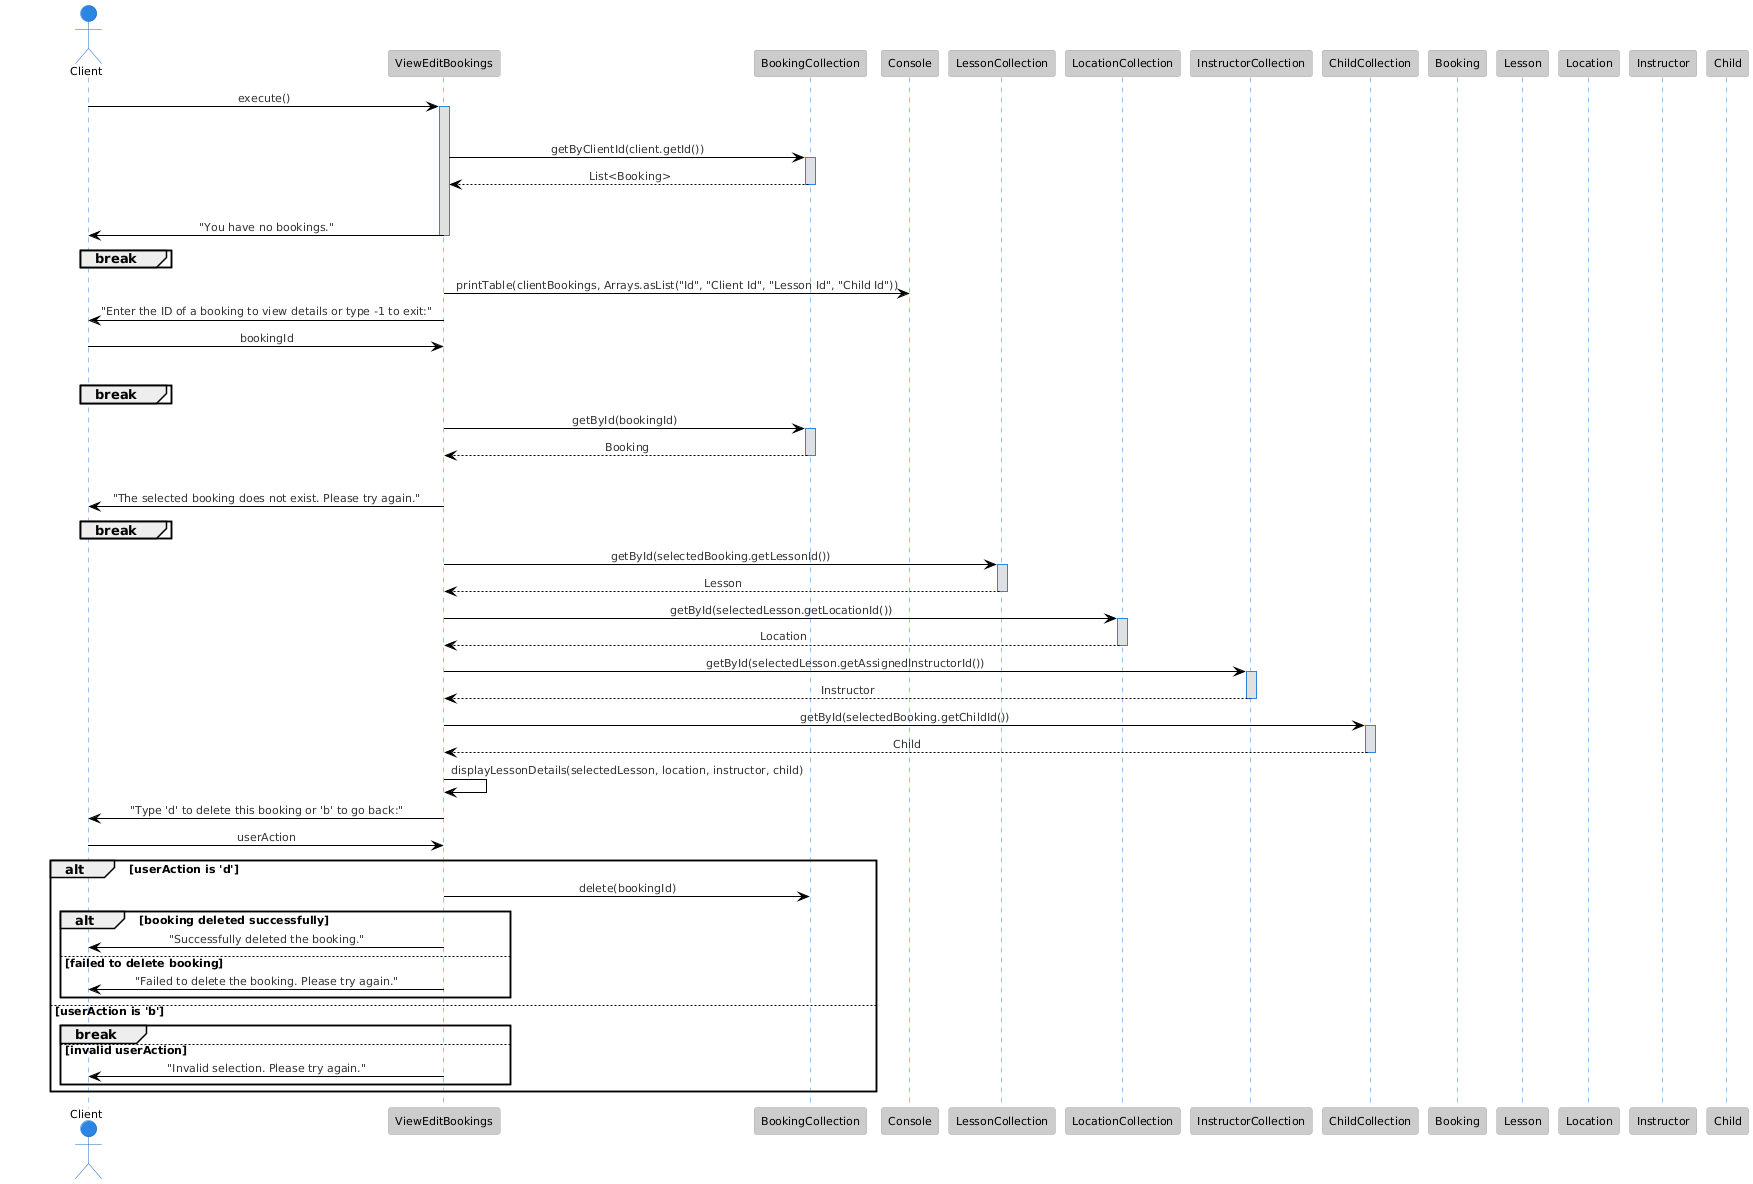 Client
ViewEditBookings
BookingCollection
Console
LessonCollection
LocationCollection
InstructorCollection
ChildCollection
Booking
Lesson
Location
Instructor
Child
execute()
getByClientId(client.getId())
List<Booking>
"You have no bookings."
break
printTable(clientBookings, Arrays.asList("Id", "Client Id", "Lesson Id", "Child Id"))
"Enter the ID of a booking to view details or type -1 to exit:"
bookingId
break
getById(bookingId)
Booking
"The selected booking does not exist. Please try again."
break
getById(selectedBooking.getLessonId())
Lesson
getById(selectedLesson.getLocationId())
Location
getById(selectedLesson.getAssignedInstructorId())
Instructor
getById(selectedBooking.getChildId())
Child
displayLessonDetails(selectedLesson, location, instructor, child)
"Type 'd' to delete this booking or 'b' to go back:"
userAction
alt [userAction is 'd']
delete(bookingId)
alt [booking deleted successfully]
"Successfully deleted the booking."
[failed to delete booking]
"Failed to delete the booking. Please try again."
[userAction is 'b']
break
[invalid userAction]
"Invalid selection. Please try again."
Client
ViewEditBookings
BookingCollection
Console
LessonCollection
LocationCollection
InstructorCollection
ChildCollection
Booking
Lesson
Location
Instructor
Child